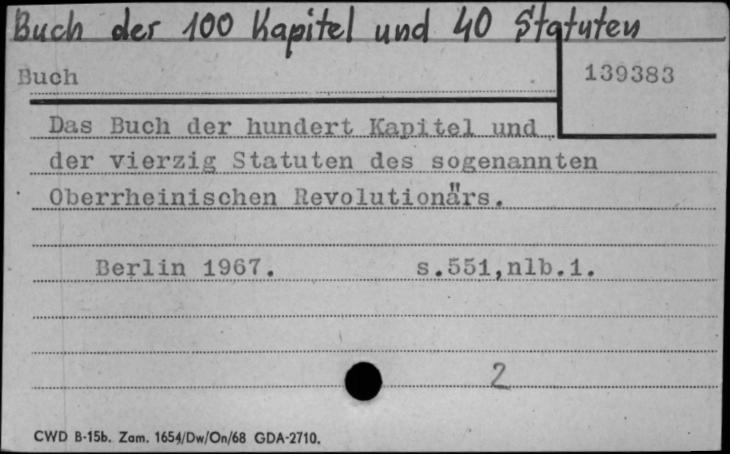 Buch der 100 Kapitel und 40 Statuten
Buch
139383
Das Buch der hundert Kapitel und
der vierzig Statuten des sogenannten
Oberrheinischen Revolutionärs.
Berlin 1967. s.551,nlb.1.
2
CWD B-15b. Zam. 1654/Dw/On/68 GDA-2710.